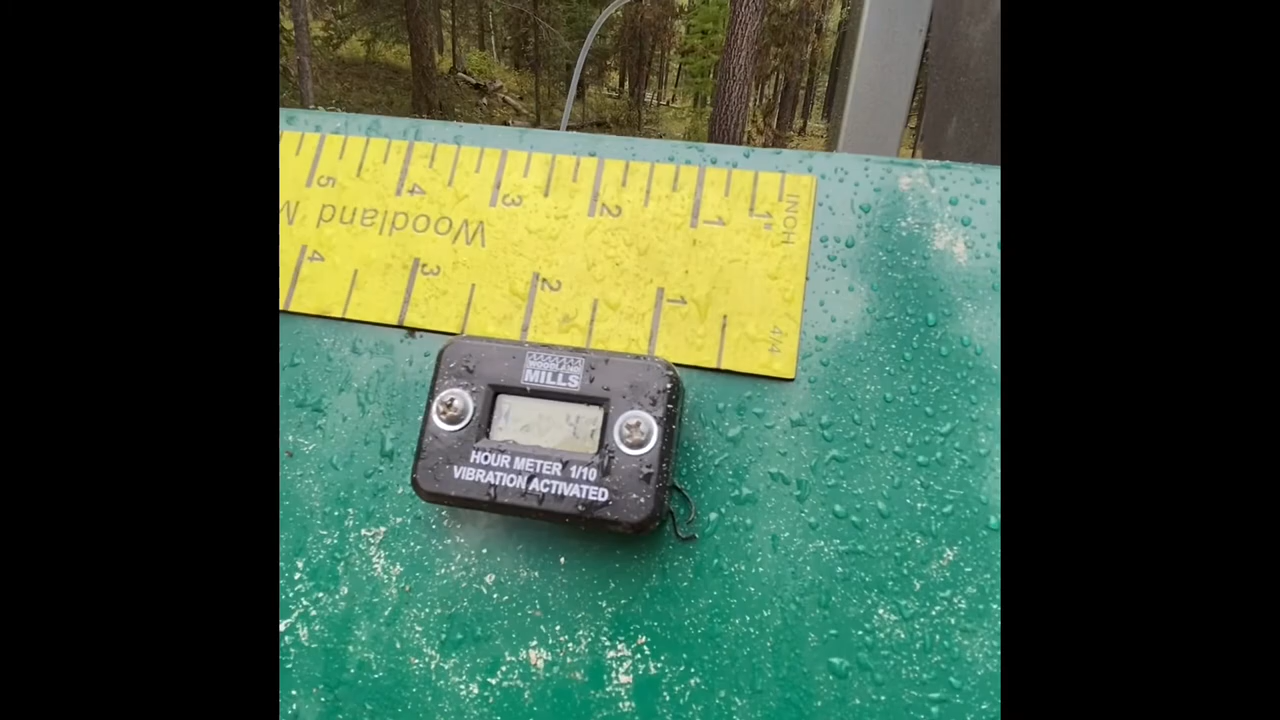 INCH
1"
5 4 3 2 1
Woodland M
4 3 2 1
4/4
WOODLAND
MILLS
HOUR METER 1/10
VIBRATION ACTIVATED